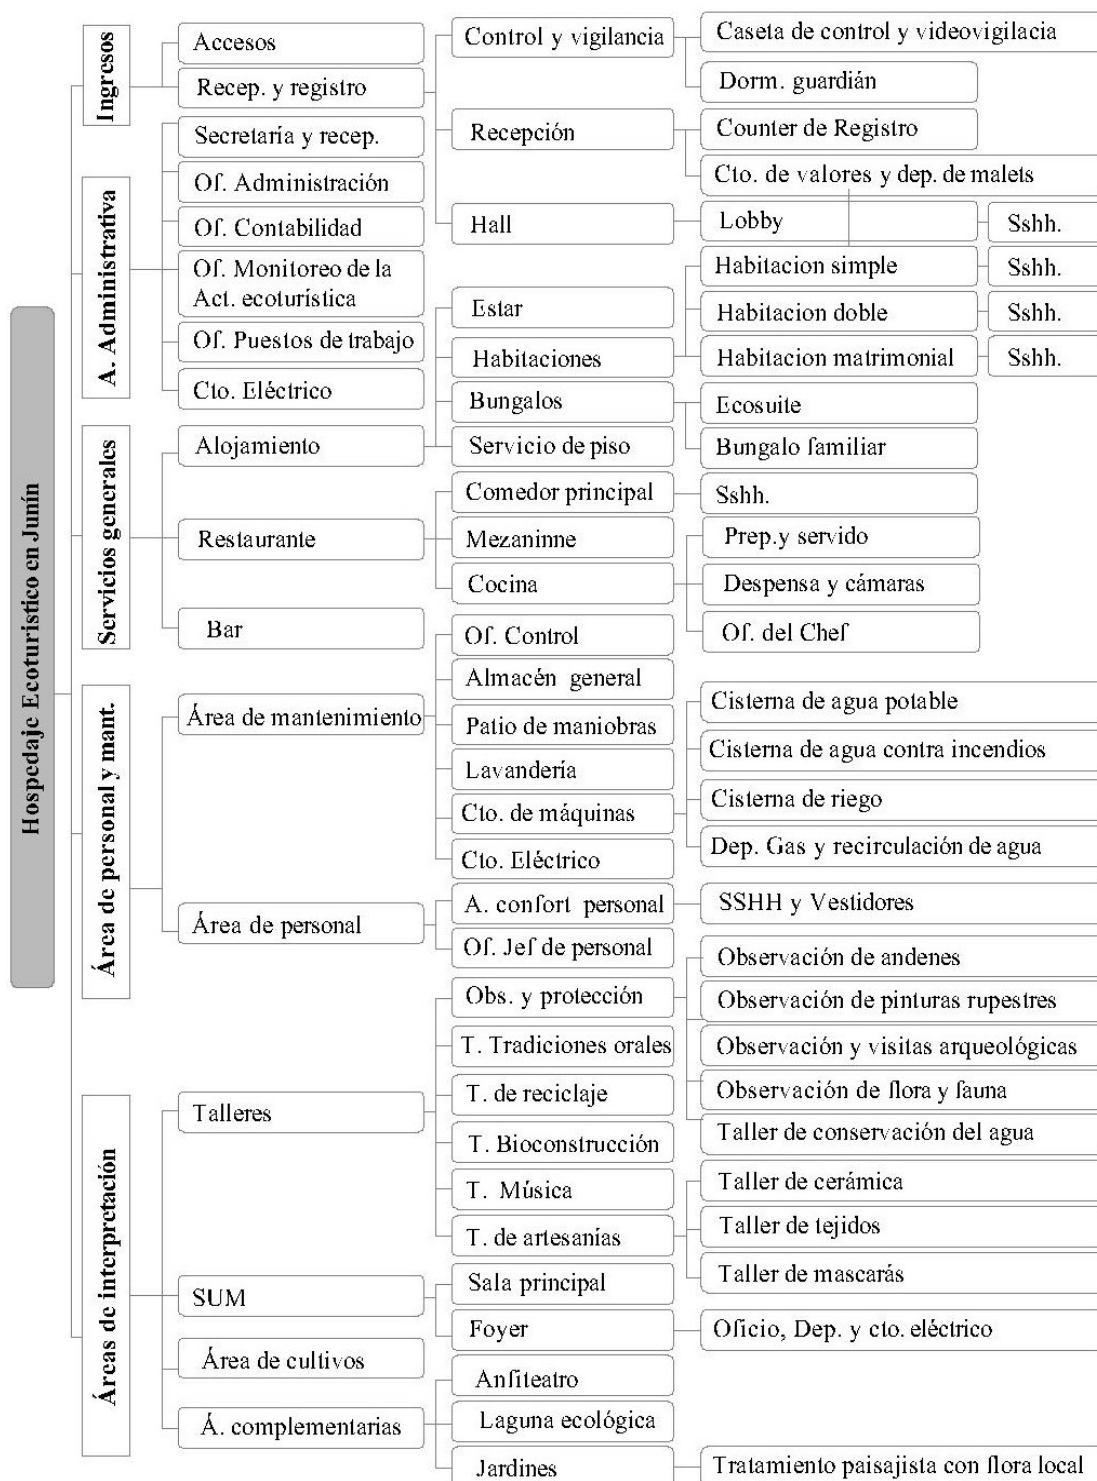 Hospedaje Ecoturistico en Junín
Ingresos
Accesos
Recep. y registro
Control y vigilancia
Caseta de control y videovigilacia
Dorm. guardián
Recepción
Counter de Registro
Cto. de valores y dep. de malets
Hall
Lobby
Sshh.
A. Administrativa
Secretaría y recep.
Of. Administración
Of. Contabilidad
Of. Monitoreo de la
Act. ecoturística
Of. Puestos de trabajo
Cto. Eléctrico
Servicios generales
Alojamiento
Estar
Habitaciones
Habitacion simple
Sshh.
Habitacion doble
Sshh.
Habitacion matrimonial
Sshh.
Bungalos
Ecosuite
Bungalo familiar
Servicio de piso
Restaurante
Comedor principal
Sshh.
Mezaninne
Cocina
Prep.y servido
Despensa y cámaras
Of. del Chef
Bar
Área de personal y mant.
Área de mantenimiento
Of. Control
Almacén general
Patio de maniobras
Lavandería
Cto. de máquinas
Cisterna de agua potable
Cisterna de agua contra incendios
Cisterna de riego
Dep. Gas y recirculación de agua
Cto. Eléctrico
Área de personal
A. confort personal
SSHH y Vestidores
Of. Jef de personal
Áreas de interpretación
Talleres
Obs. y protección
Observación de andenes
Observación de pinturas rupestres
Observación y visitas arqueológicas
Observación de flora y fauna
Taller de conservación del agua
T. Tradiciones orales
T. de reciclaje
T. Bioconstrucción
T. Música
T. de artesanías
Taller de cerámica
Taller de tejidos
Taller de mascarás
SUM
Sala principal
Foyer
Oficio, Dep. y cto. eléctrico
Área de cultivos
Á. complementarias
Anfiteatro
Laguna ecológica
Jardines
Tratamiento paisajista con flora local